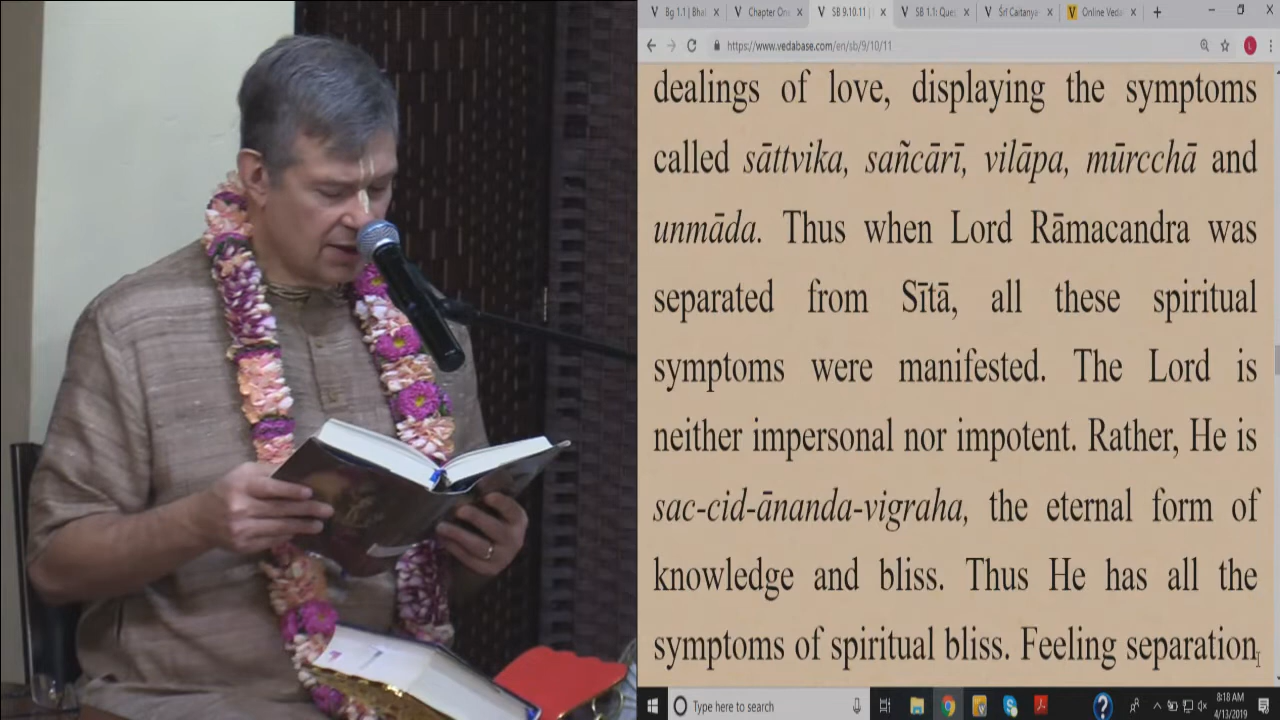 Bg 1.1 | Bhal
Chapter On
SB 9.10.11 |
SB 1.1: Ques
Śrī Caitanya
Online Veda
https://www.vedabase.com/en/sb/9/10/11
dealings of love, displaying the symptoms
called sāttvika, sañcārī, vilāpa, mūrcchā and
unmāda. Thus when Lord Rāmacandra was
separated from Sītā, all these spiritual
symptoms were manifested. The Lord is
neither impersonal nor impotent. Rather, He is
sac-cid-ānanda-vigraha, the eternal form of
knowledge and bliss. Thus He has all the
symptoms of spiritual bliss. Feeling separation
Type here to search
8:18 AM
4/13/2019